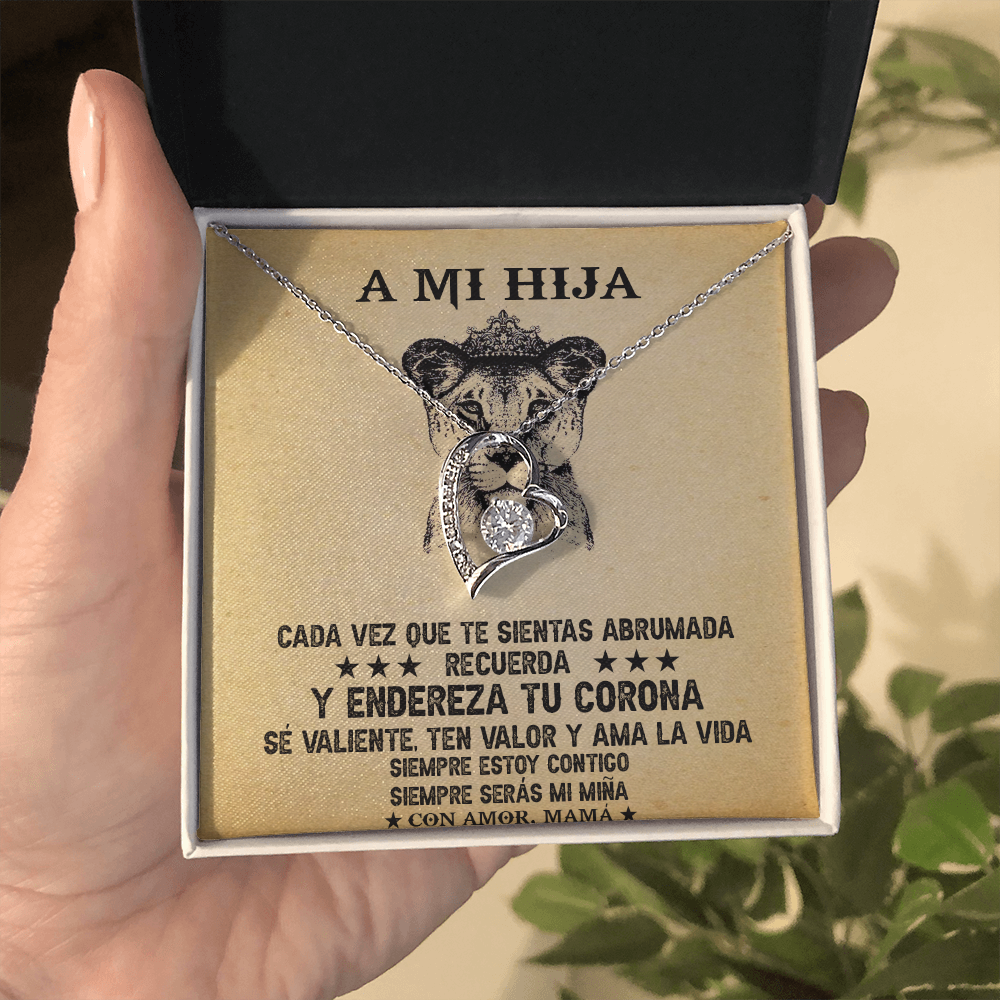 A MI HIJA
CADA VEZ QUE TE SIENTAS ABRUMADA
★★★ RECUERDA ★★★
Y ENDEREZA TU CORONA
SÉ VALIENTE, TEN VALOR Y AMA LA VIDA
SIEMPRE ESTOY CONTIGO
SIEMPRE SERÁS MI MIÑA
★ CON AMOR, MAMÁ ★